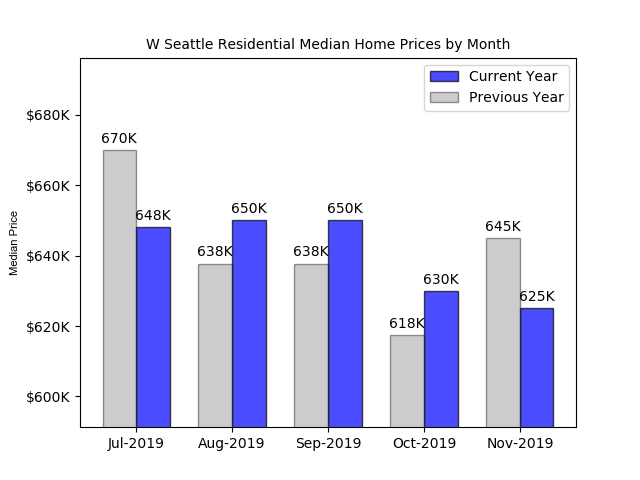 W Seattle Residential Median Home Prices by Month
Current Year
Previous Year
$680K
$660K
$640K
$620K
$600K
Median Price
670K
648K
638K
650K
638K
650K
618K
630K
645K
625K
Jul-2019
Aug-2019
Sep-2019
Oct-2019
Nov-2019